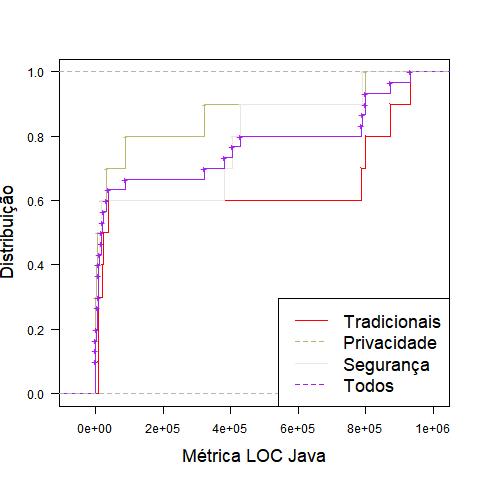 Distribuição
1.0
0.8
0.6
0.4
0.2
0.0
Tradicionais
Privacidade
Segurança
Todos
0e+00 2e+05 4e+05 6e+05 8e+05 1e+06
Métrica LOC Java